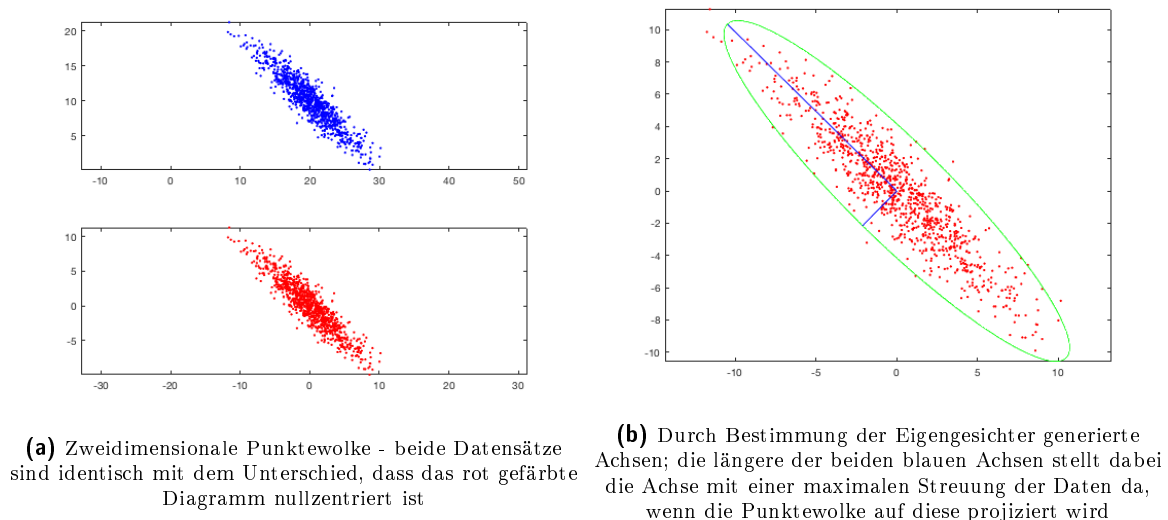 20
15
10
5
-10 0 10 20 30 40 50
10
5
0
-5
-30 -20 -10 0 10 20 30
(a) Zweidimensionale Punktewolke - beide Datensätze
sind identisch mit dem Unterschied, dass das rot gefärbte
Diagramm nullzentriert ist
10
8
6
4
2
0
-2
-4
-6
-8
-10
-10 -5 0 5 10
(b) Durch Bestimmung der Eigengesichter generierte
Achsen; die längere der beiden blauen Achsen stellt dabei
die Achse mit einer maximalen Streuung der Daten da,
wenn die Punktewolke auf diese projiziert wird